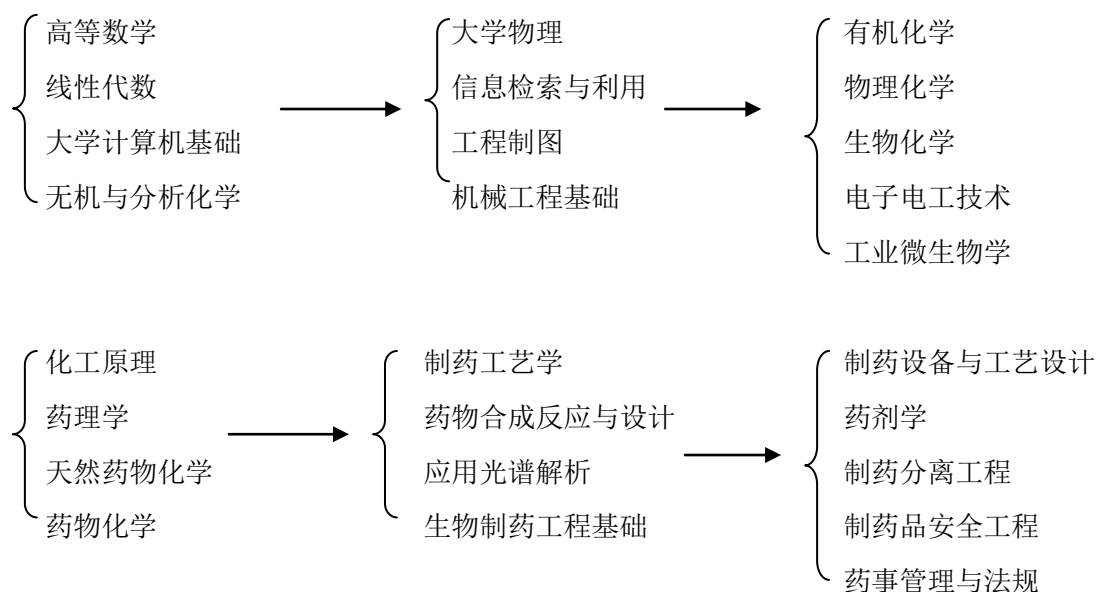 高等数学
线性代数
大学计算机基础
无机与分析化学
大学物理
信息检索与利用
工程制图
机械工程基础
有机化学
物理化学
生物化学
电子电工技术
工业微生物学
化工原理
药理学
天然药物化学
药物化学
制药工艺学
药物合成反应与设计
应用光谱解析
生物制药工程基础
制药设备与工艺设计
药剂学
制药分离工程
制药品安全工程
药事管理与法规